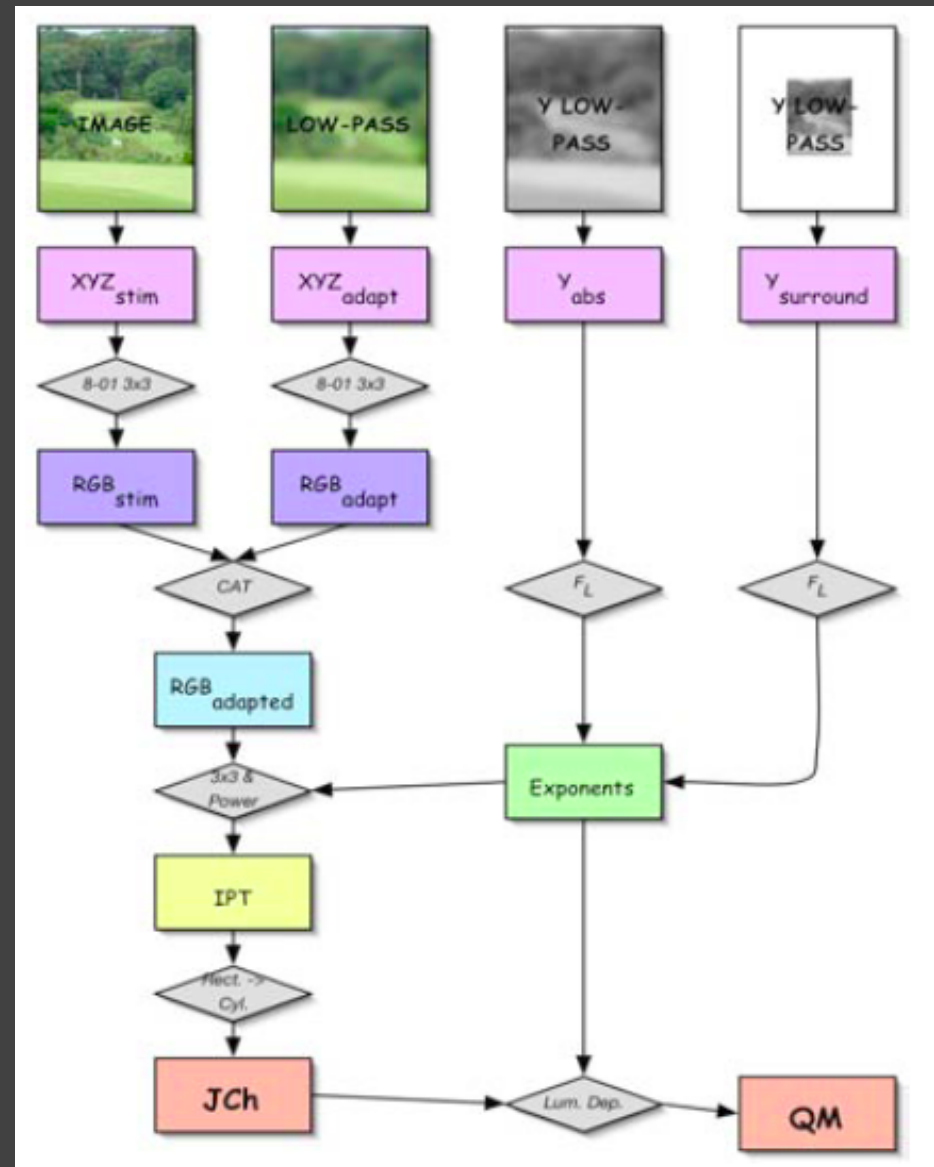 IMAGE
LOW-PASS
Y LOW-
PASS
Y LOW-
PASS
XYZ stim
XYZ adapt
Y abs
Y surround
8-01 3x3
8-01 3x3
RGB stim
RGB adapt
CAT
F L
F L
RGB adapted
3x3 &
Power
Exponents
IPT
Rect. ->
Cyl.
JCh
Lum. Dep.
QM